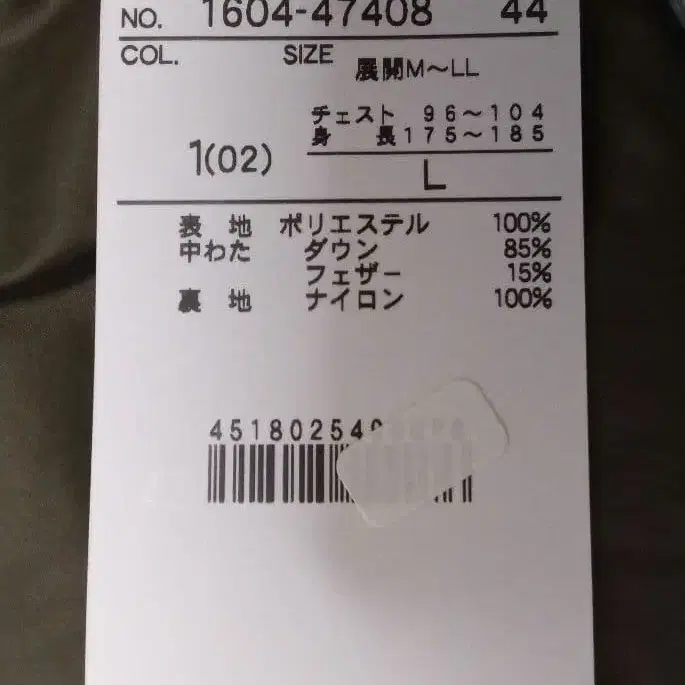 NO. 1604-47408 44
COL. SIZE 展開M～LL
チェスト 96～104
身 長175～185
1(02) L
表 地 ポリエステル 100%
中わた ダウン 85%
フェザー 15%
裏 地 ナイロン 100%
45180254